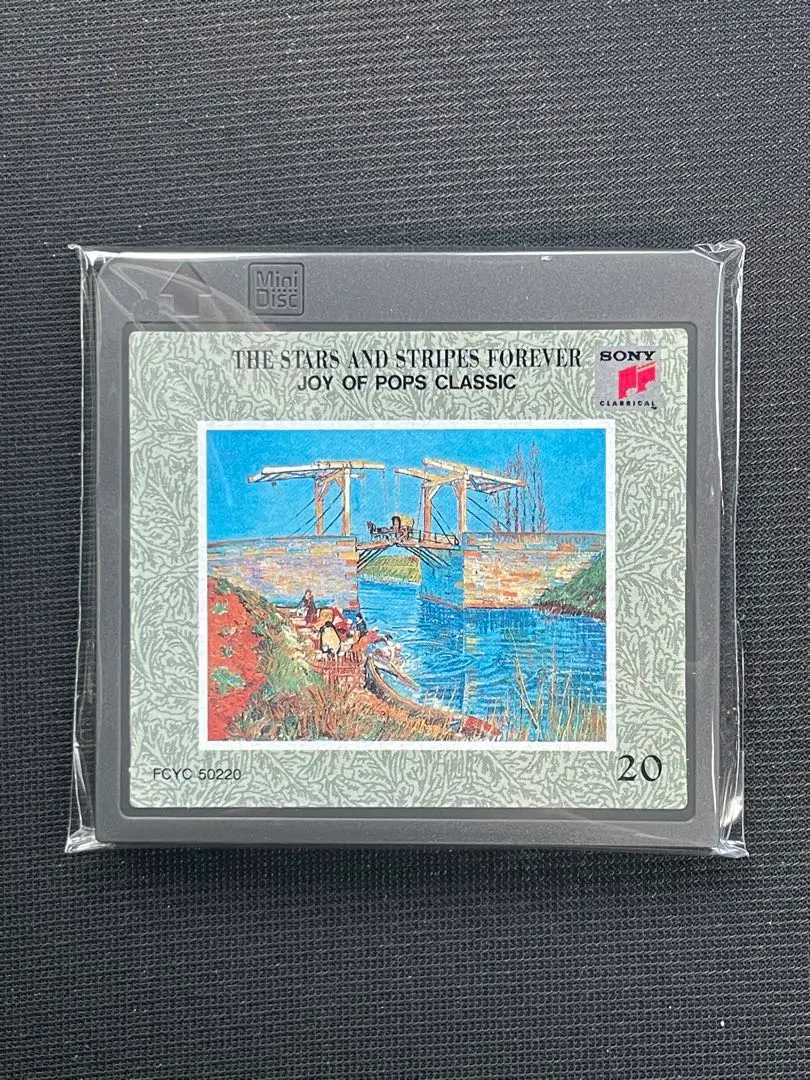 Mini
Disc
THE STARS AND STRIPES FOREVER
JOY OF POPS CLASSIC
SONY
CLASSICAL
FCYC 50220
20